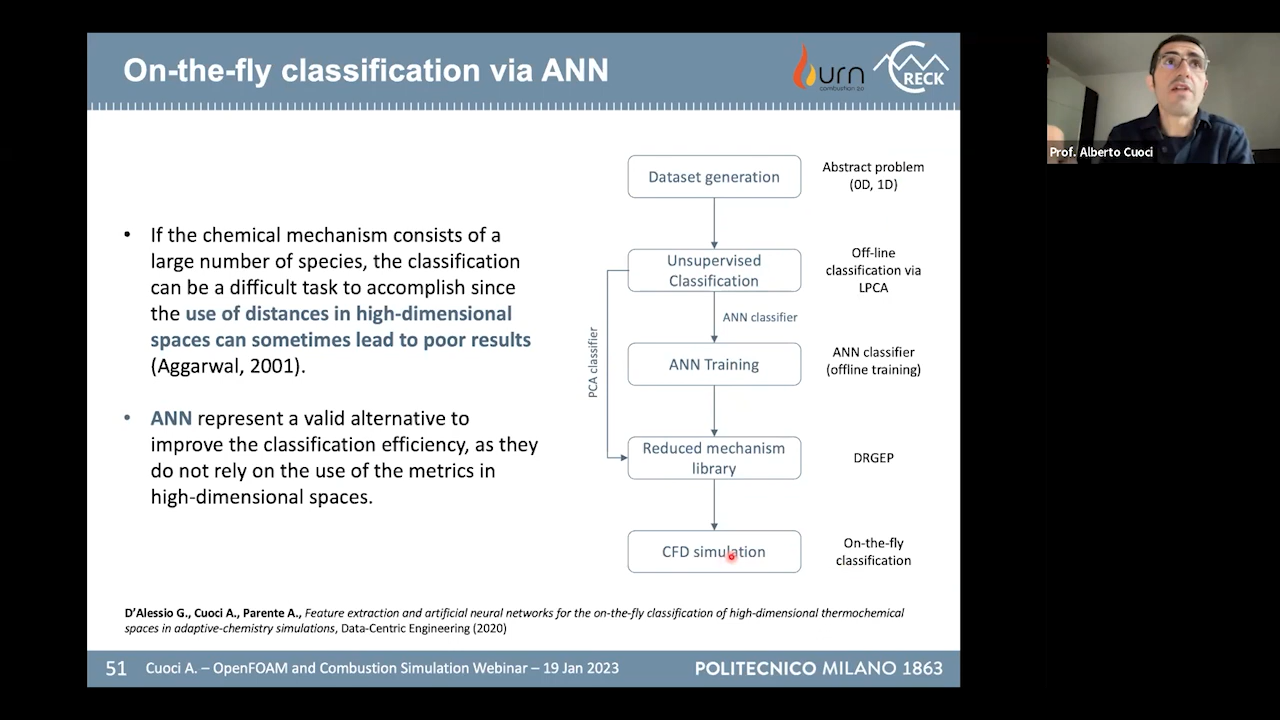 On-the-fly classification via ANN
urn
combustion 2.0
CRECK
Prof. Alberto Cuoci
• If the chemical mechanism consists of a
large number of species, the classification
can be a difficult task to accomplish since
the use of distances in high-dimensional
spaces can sometimes lead to poor results
(Aggarwal, 2001).
• ANN represent a valid alternative to
improve the classification efficiency, as they
do not rely on the use of the metrics in
high-dimensional spaces.
Dataset generation
Abstract problem
(0D, 1D)
Unsupervised
Classification
Off-line
classification via
LPCA
ANN classifier
PCA classifier
ANN Training
ANN classifier
(offline training)
Reduced mechanism
library
DRGEP
CFD simulation
On-the-fly
classification
D’Alessio G., Cuoci A., Parente A., Feature extraction and artificial neural networks for the on-the-fly classification of high-dimensional thermochemical
spaces in adaptive-chemistry simulations, Data-Centric Engineering (2020)
51 Cuoci A. – OpenFOAM and Combustion Simulation Webinar – 19 Jan 2023
POLITECNICO MILANO 1863